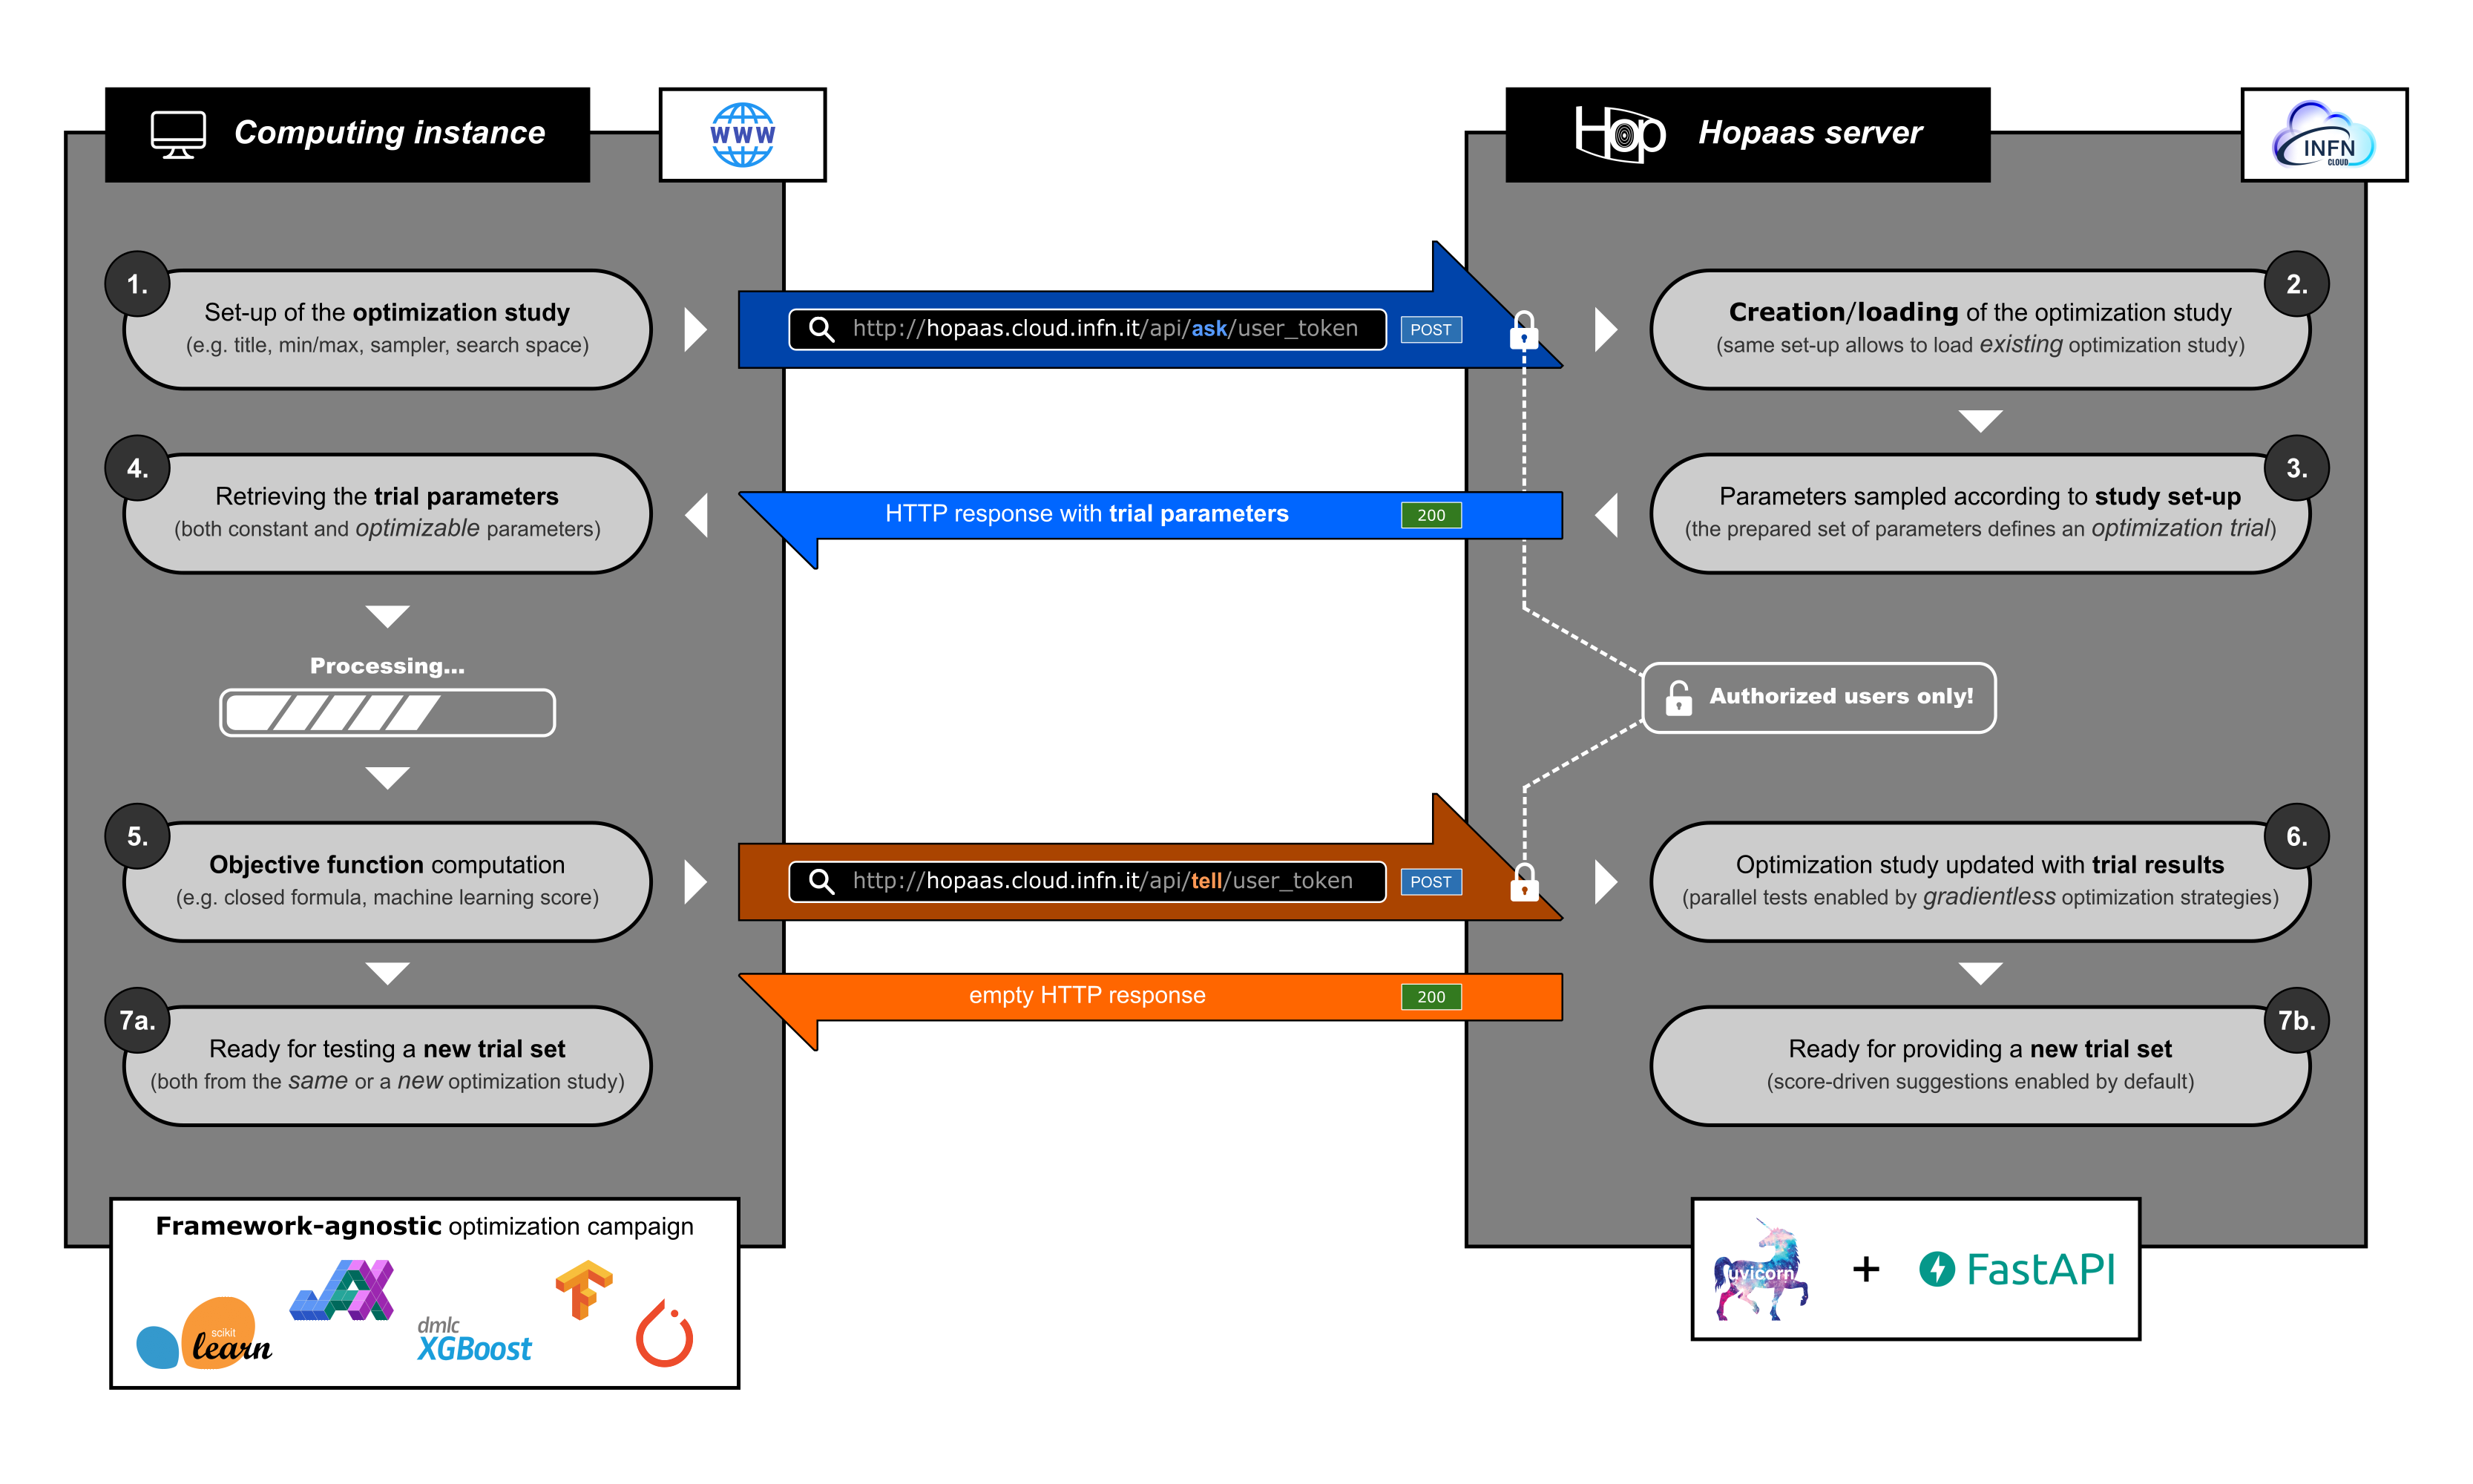 Computing instance
WWW
Hop
Hopaas server
INFN
CLOUD
1.
Set-up of the optimization study
(e.g. title, min/max, sampler, search space)
http://hopaas.cloud.infn.it/api/ask/user_token
POST
2.
Creation/loading of the optimization study
(same set-up allows to load existing optimization study)
4.
Retrieving the trial parameters
(both constant and optimizable parameters)
HTTP response with trial parameters
200
3.
Parameters sampled according to study set-up
(the prepared set of parameters defines an optimization trial)
Processing...
Authorized users only!
5.
Objective function computation
(e.g. closed formula, machine learning score)
http://hopaas.cloud.infn.it/api/tell/user_token
POST
6.
Optimization study updated with trial results
(parallel tests enabled by gradientless optimization strategies)
empty HTTP response
200
7a.
Ready for testing a new trial set
(both from the same or a new optimization study)
7b.
Ready for providing a new trial set
(score-driven suggestions enabled by default)
Framework-agnostic optimization campaign
scikit
learn
JAX
dmlc
XGBoost
uvicorn
+
FastAPI